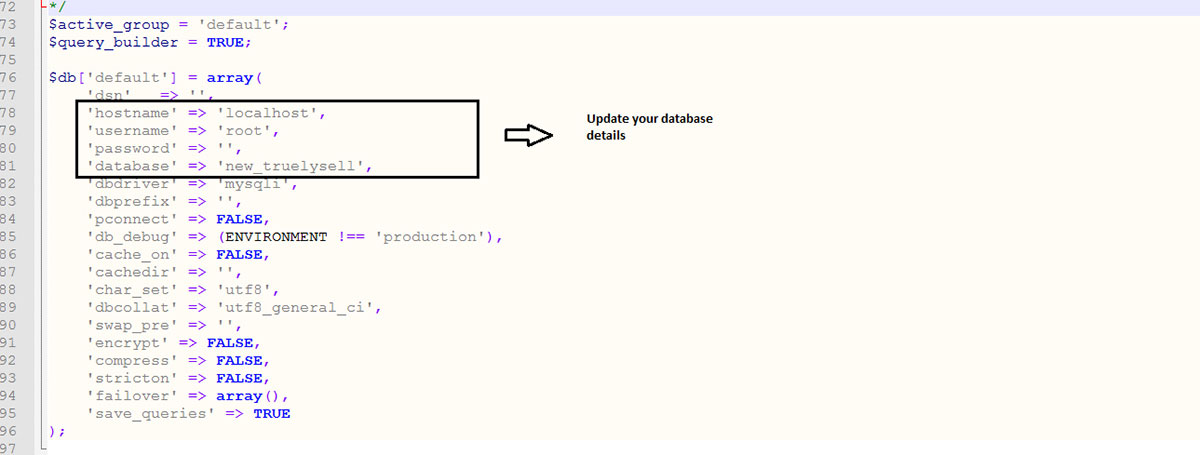 72 */
73 $active_group = 'default';
74 $query_builder = TRUE;
75
76 $db['default'] = array(
77 'dsn' => '',
78 'hostname' => 'localhost',
79 'username' => 'root',
80 'password' => '',
81 'database' => 'new_truelysell',
82 'dbdriver' => 'mysqli',
83 'dbprefix' => '',
84 'pconnect' => FALSE,
85 'db_debug' => (ENVIRONMENT !== 'production'),
86 'cache_on' => FALSE,
87 'cachedir' => '',
88 'char_set' => 'utf8',
89 'dbcollat' => 'utf8_general_ci',
90 'swap_pre' => '',
91 'encrypt' => FALSE,
92 'compress' => FALSE,
93 'stricton' => FALSE,
94 'failover' => array(),
95 'save_queries' => TRUE
96 );
97
Update your database
details